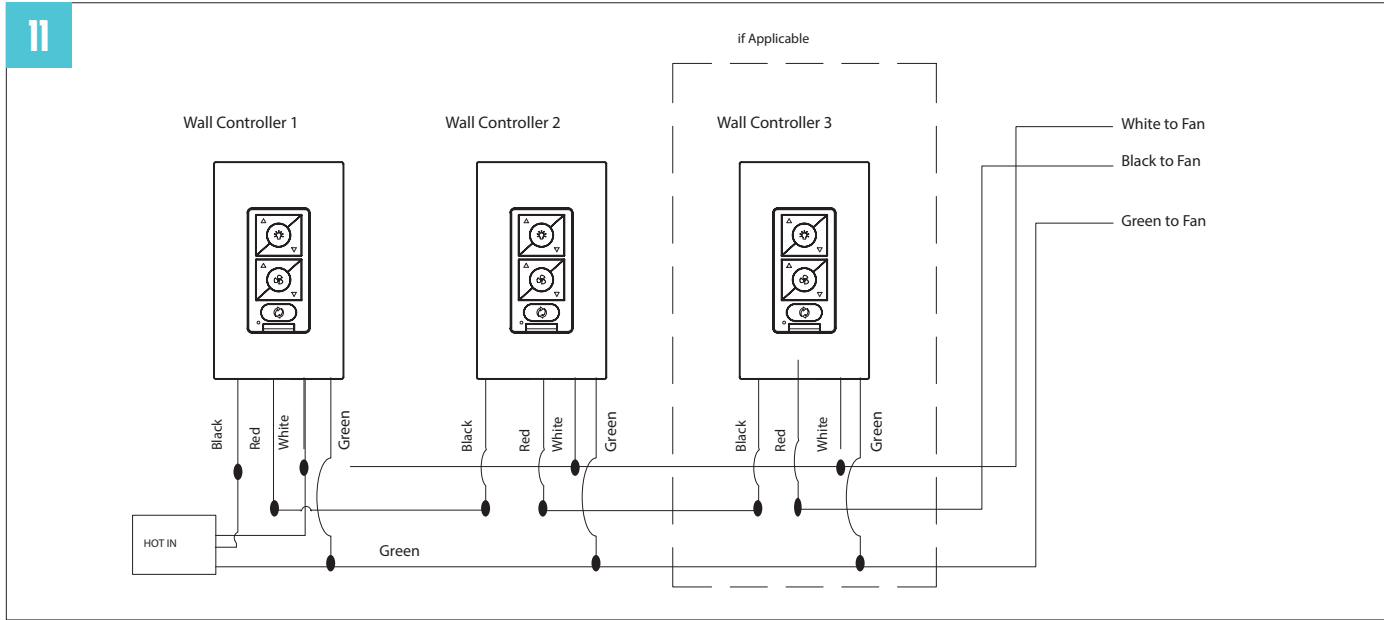 11
if Applicable
Wall Controller 1
Wall Controller 2
Wall Controller 3
White to Fan
Black to Fan
Green to Fan
Black
Red
White
Green
Black
Red
White
Green
Black
Red
White
Green
HOT IN
Green